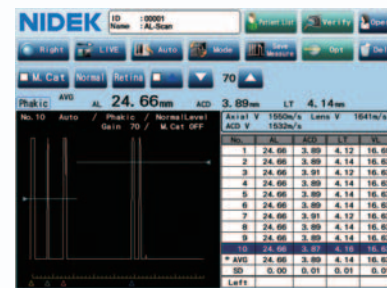 NIDEK ID :00001
Name :AL-Scan
Patient List Verify
Right LIVE Auto Mode Save Measure Opt
M. Cat Normal Retina 70
Phakic AVG AL 24.66mm ACD 3.89mm LT 4.14
No.10 Auto / Phakic / NormalLevel
Gain 70 / M.Cat OFF
Axial V 1550m/s Lens V 1641m/s
ACD V 1532m/s
No. AL ACD LT
1 24.66 3.89 4.12
2 24.66 3.89 4.14
3 24.66 3.91 4.12
4 24.66 3.89 4.14
5 24.66 3.89 4.14
6 24.66 3.89 4.14
7 24.66 3.91 4.12
8 24.66 3.89 4.14
9 24.66 3.89 4.14
10 24.66 3.87 4.16
* AVG 24.66 3.89 4.14
SD 0.00 0.01 0.01
Left